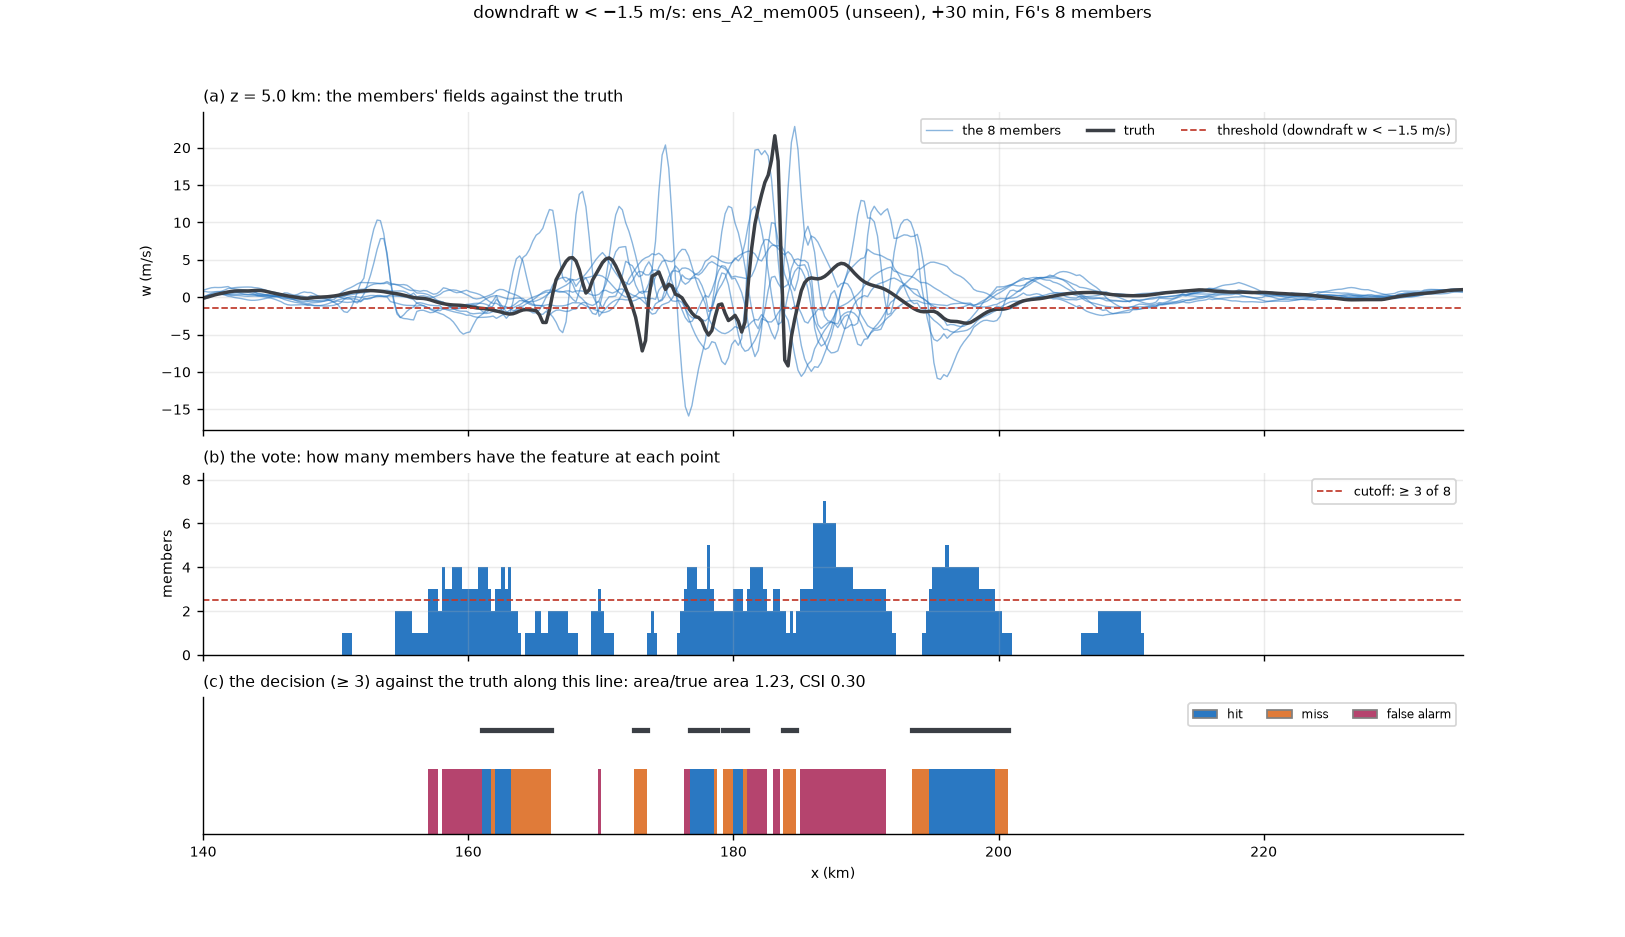 downdraft w < −1.5 m/s: ens_A2_mem005 (unseen), +30 min, F6's 8 members
(a) z = 5.0 km: the members' fields against the truth
the 8 members
truth
threshold (downdraft w < −1.5 m/s)
20
15
10
5
0
−5
−10
−15
w (m/s)
(b) the vote: how many members have the feature at each point
cutoff: ≥ 3 of 8
8
6
4
2
0
members
(c) the decision (≥ 3) against the truth along this line: area/true area 1.23, CSI 0.30
hit
miss
false alarm
140
160
180
200
220
x (km)